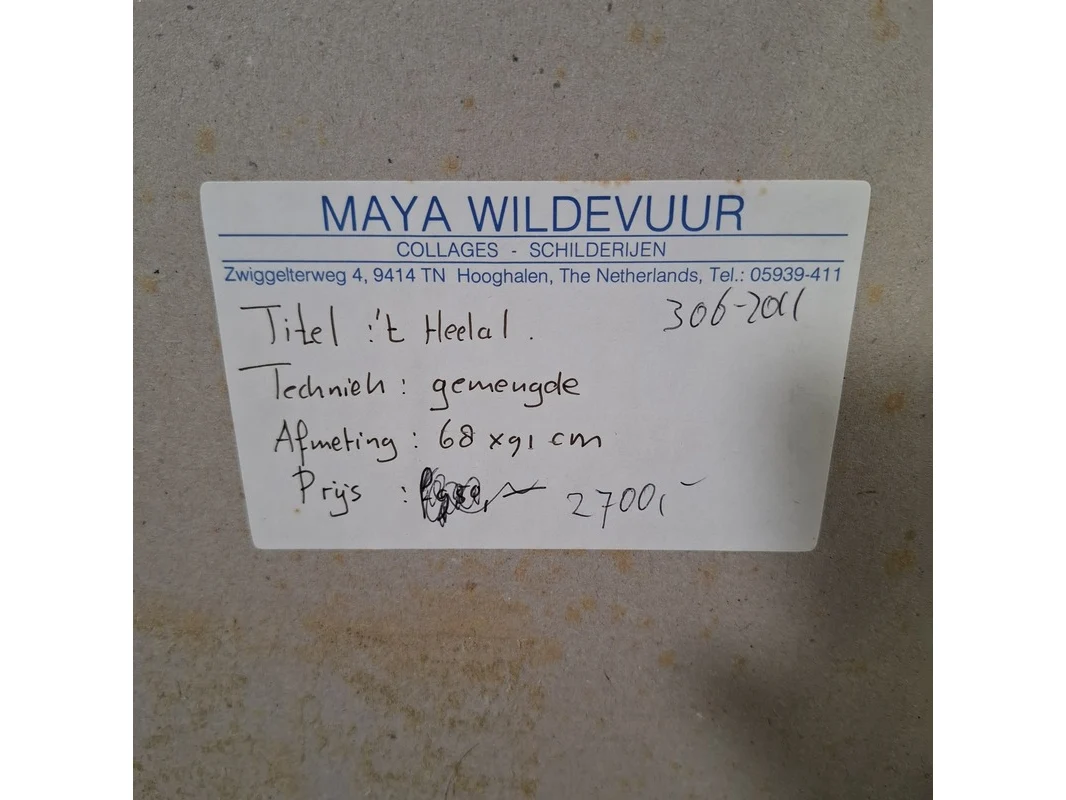 MAYA WILDEVUUR
COLLAGES - SCHILDERIJEN
Zwiggelterweg 4, 9414 TN Hooghalen, The Netherlands, Tel.: 05939-411
306-2011
Titel :'t Heelal.
Techniek : gemengde
Afmeting : 68 x 91 cm
Prijs : 2700,-